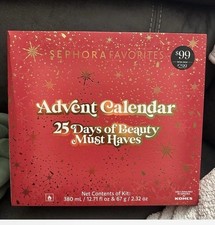 SEPHORA FAVORITES
$99
Advent Calendar
25 Days of Beauty
Must Haves
Net Contents of Kit:
380 mL / 12.71 fl oz & 67 g / 2.32 oz
KOHL'S